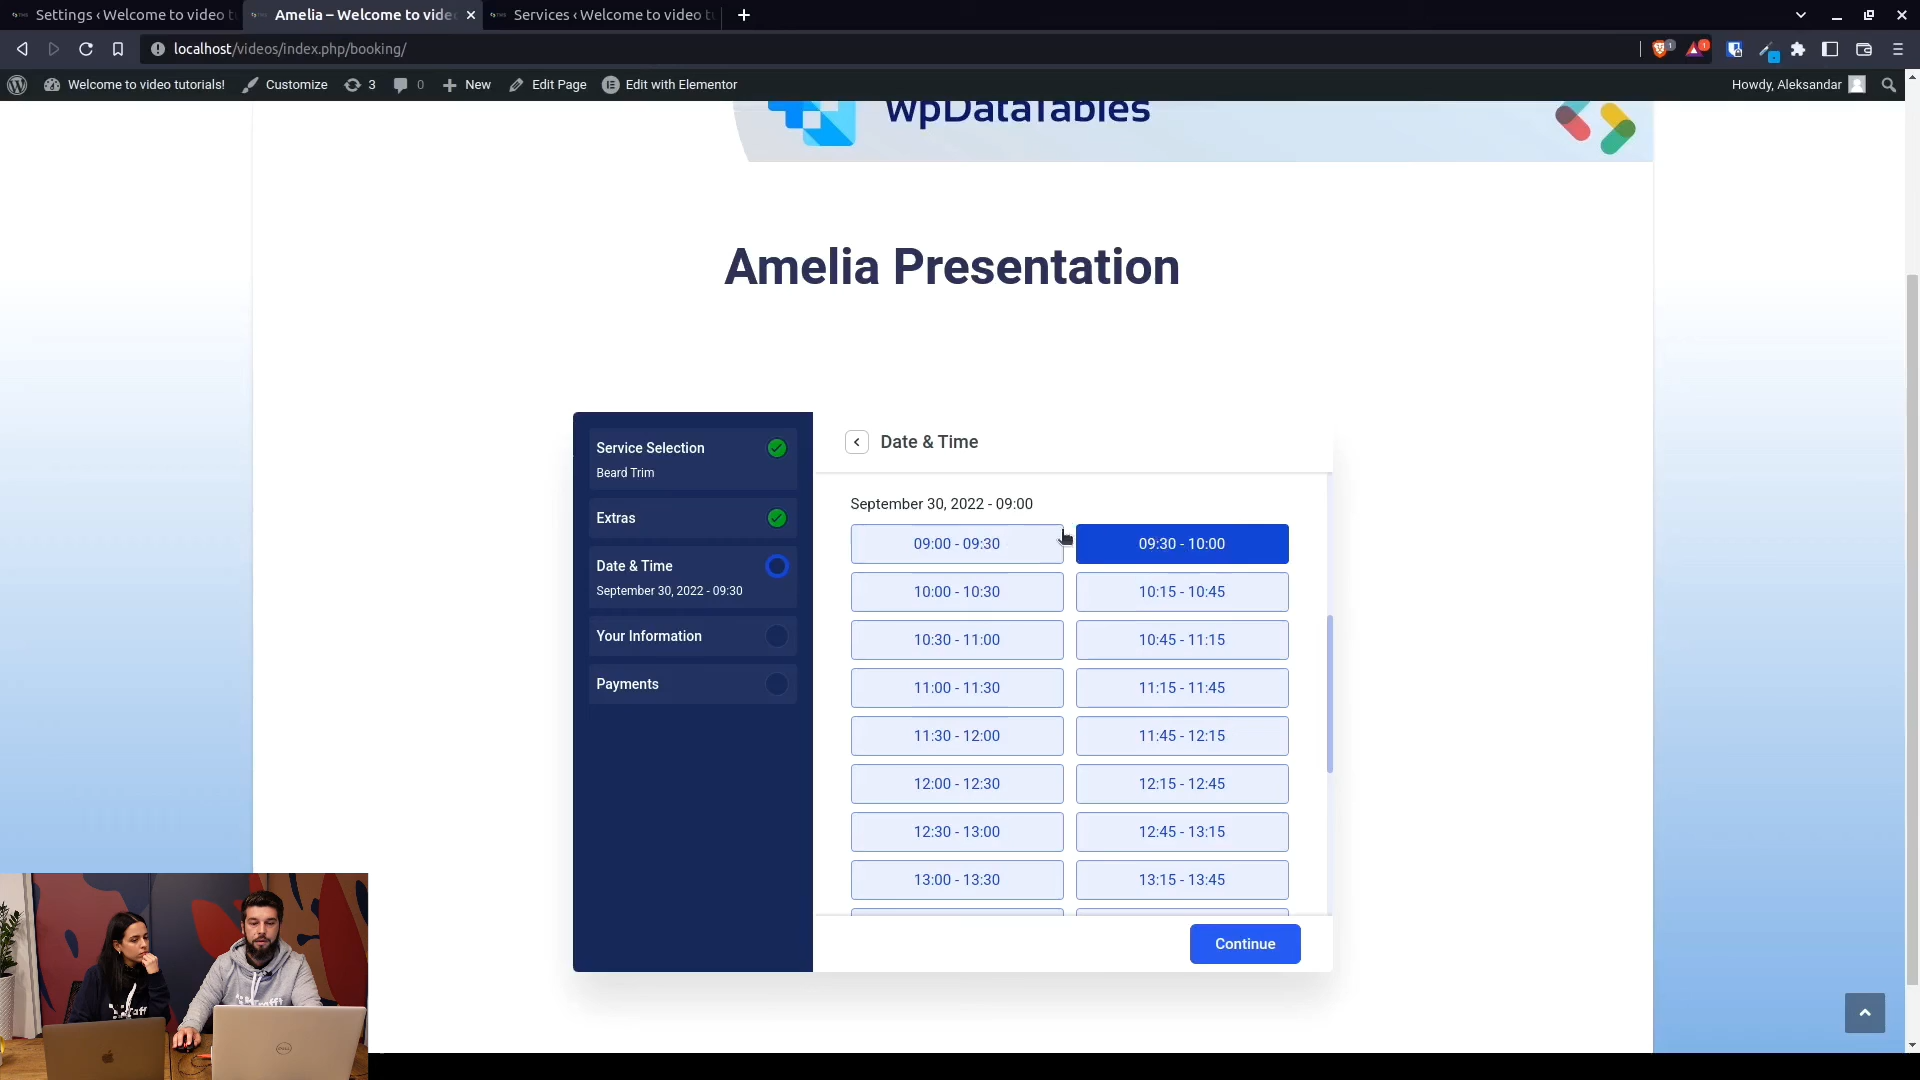 Settings ‹ Welcome to video t
Amelia – Welcome to vide
Services ‹ Welcome to video t
localhost/videos/index.php/booking/
1
1
Welcome to video tutorials!
Customize
3
0
New
Edit Page
Edit with Elementor
Howdy, Aleksandar
wpDataTables
Amelia Presentation
Service Selection
Beard Trim
Extras
Date & Time
September 30, 2022 - 09:30
Your Information
Payments
Date & Time
September 30, 2022 - 09:00
09:00 - 09:30
09:30 - 10:00
10:00 - 10:30
10:15 - 10:45
10:30 - 11:00
10:45 - 11:15
11:00 - 11:30
11:15 - 11:45
11:30 - 12:00
11:45 - 12:15
12:00 - 12:30
12:15 - 12:45
12:30 - 13:00
12:45 - 13:15
13:00 - 13:30
13:15 - 13:45
Continue